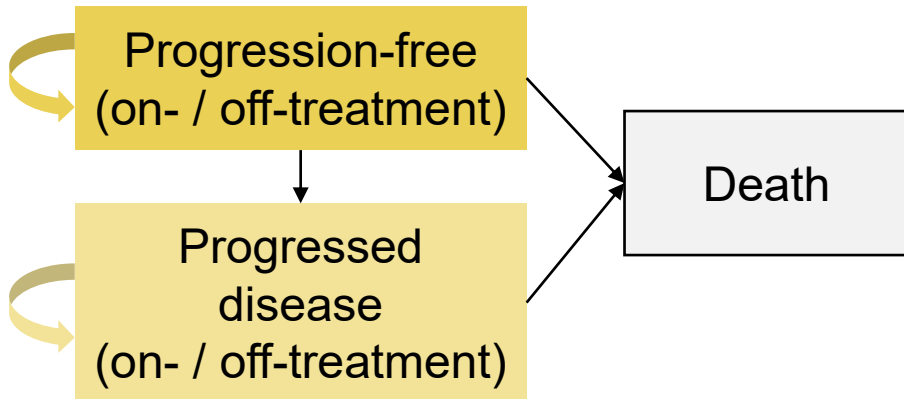 Progression-free
(on- / off-treatment)
Death
Progressed
disease
(on- / off-treatment)